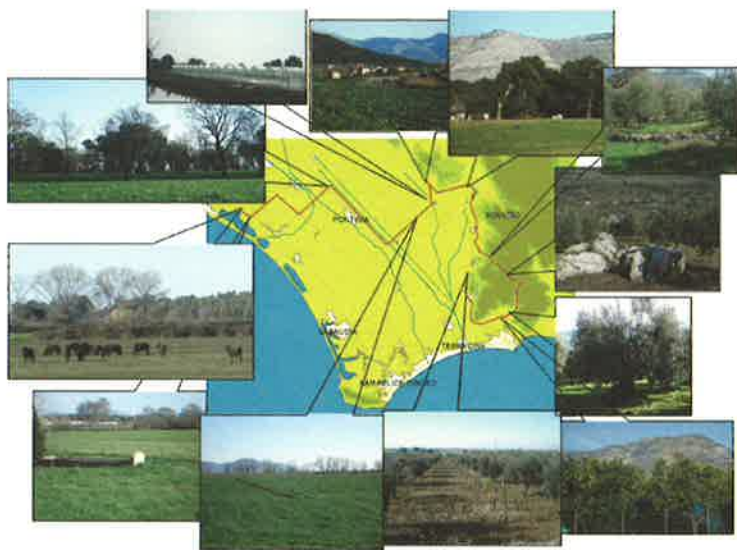 PONTINIA
SONNINO
SABAUDIA
TERRACINA
SAN FELICE CIRCEO